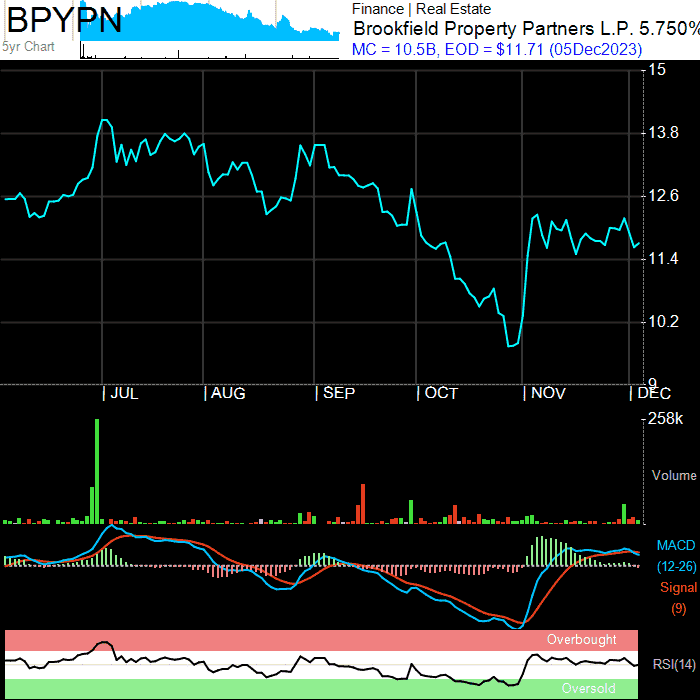 BPYPN
5yr Chart
Finance | Real Estate
Brookfield Property Partners L.P. 5.750%
MC = 10.5B, EOD = $11.71 (05Dec2023)
15
13.8
12.6
11.4
10.2
9
| JUL | AUG | SEP | OCT | NOV | DEC
258k
Volume
MACD
(12-26)
Signal
(9)
Overbought
RSI(14)
Oversold